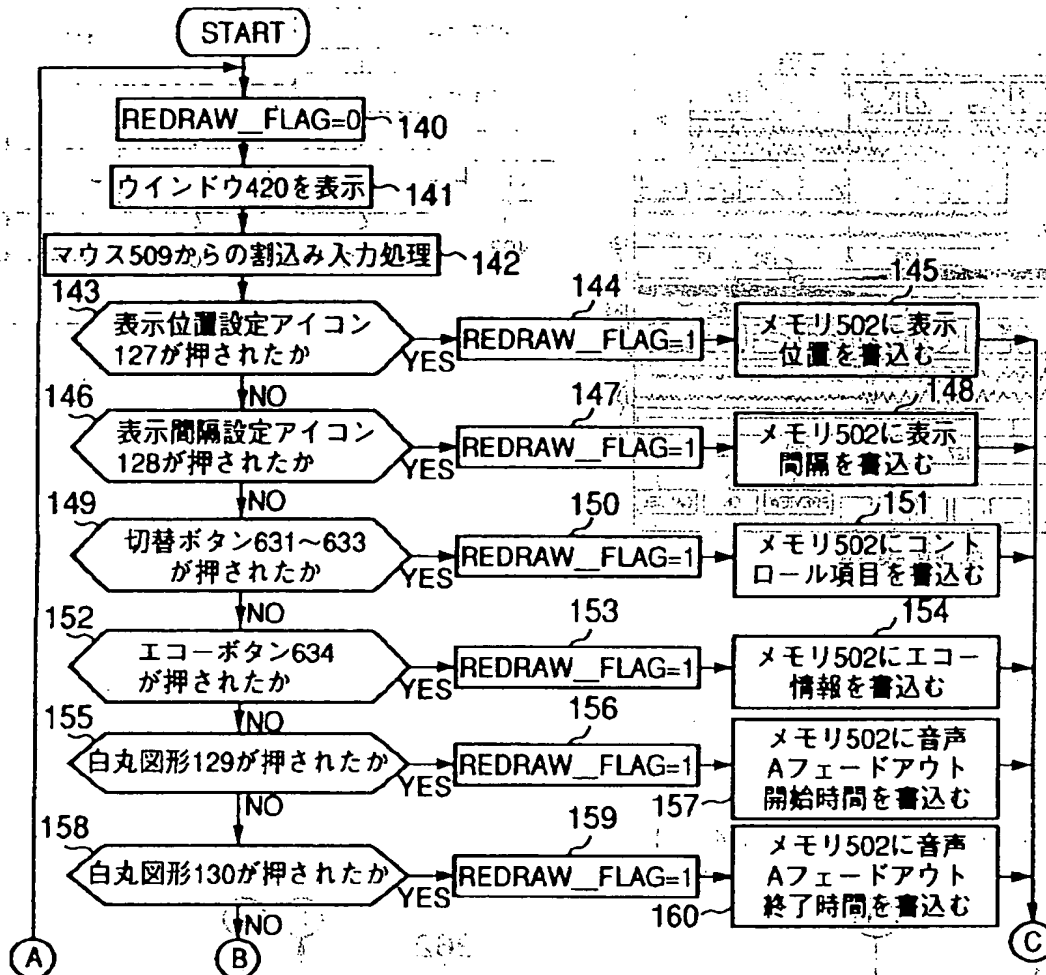 START
REDRAW__FLAG=0
140
ウインドウ420を表示
141
マウス509からの割込み入力処理
142
143
表示位置設定アイコン
127が押されたか
YES
NO
144
REDRAW__FLAG=1
145
メモリ502に表示
位置を書込む
146
表示間隔設定アイコン
128が押されたか
YES
NO
147
REDRAW__FLAG=1
148
メモリ502に表示
間隔を書込む
149
切替ボタン631～633
が押されたか
YES
NO
150
REDRAW__FLAG=1
151
メモリ502にコント
ロール項目を書込む
152
エコーボタン634
が押されたか
YES
NO
153
REDRAW__FLAG=1
154
メモリ502にエコー
情報を書込む
155
白丸図形129が押されたか
YES
NO
156
REDRAW__FLAG=1
157
メモリ502に音声
Aフェードアウト
開始時間を書込む
158
白丸図形130が押されたか
YES
NO
159
REDRAW__FLAG=1
160
メモリ502に音声
Aフェードアウト
終了時間を書込む
A
B
C